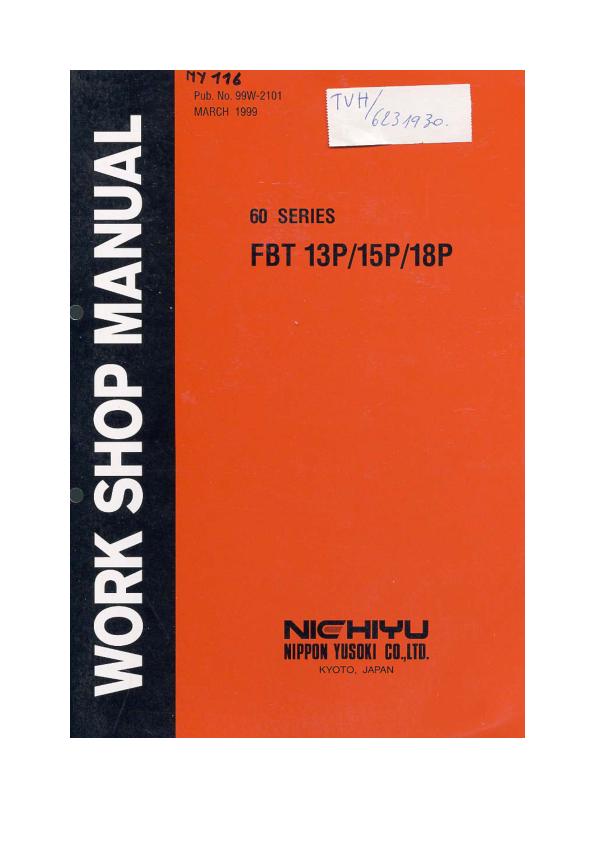 NY 116
Pub. No. 99W-2101
MARCH 1999
TVH/
6231930.
60 SERIES
FBT 13P/15P/18P
WORK SHOP MANUAL
NICHIYU
NIPPON YUSOKI CO.,LTD.
KYOTO, JAPAN